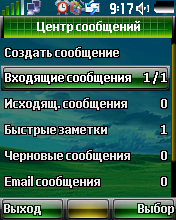 9:17
Центр сообщений
Создать сообщение
Входящие сообщения 1/1
Исходящ. сообщения 0
Быстрые заметки 1
Черновые сообщения 0
Email сообщения 0
Выход Выбор